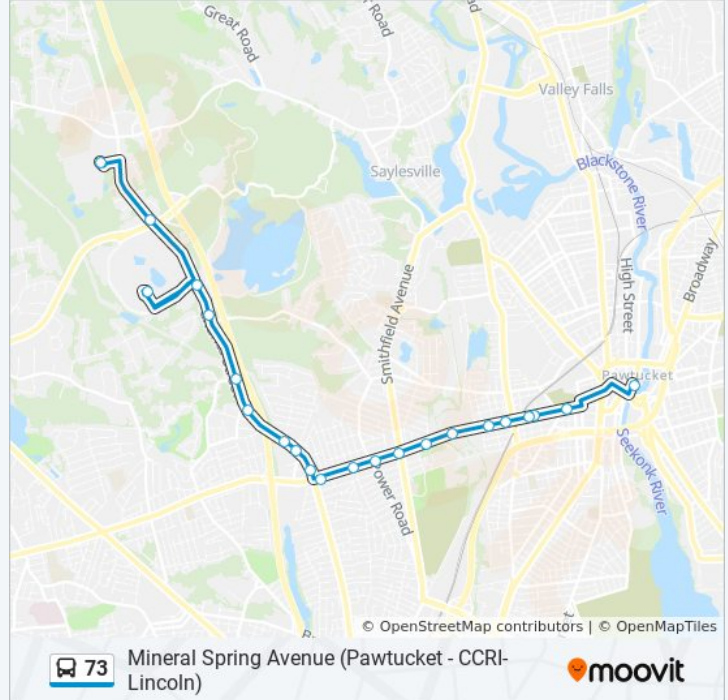 Great Road
Road
ad
Valley Falls
Saylesville
Blackstone River
High Street
Broadway
Smithfield Avenue
Pawtucket
Seekonk River
Power Road
© OpenStreetMap contributors | © OpenMapTiles
73
Mineral Spring Avenue (Pawtucket - CCRI-
Lincoln)
moovit